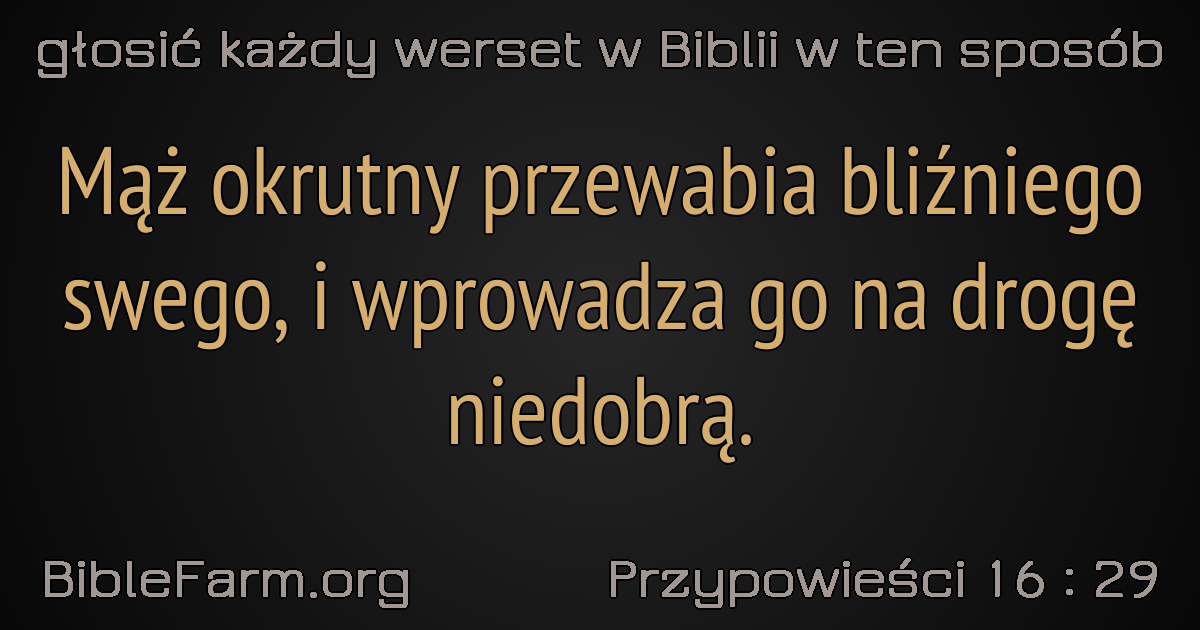 głosić każdy werset w Biblii w ten sposób
Mąż okrutny przewabia bliźniego
swego, i wprowadza go na drogę
niedobrą.
BibleFarm.org
Przypowieści 16 : 29